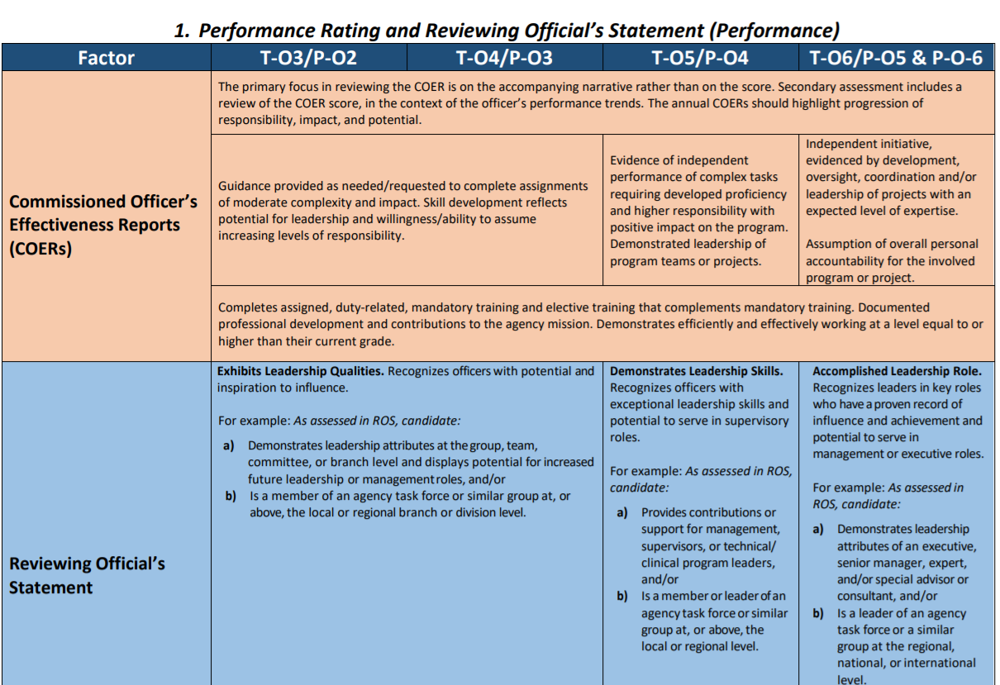 1. Performance Rating and Reviewing Official's Statement (Performance)
Factor
T-O3/P-O2
T-O4/P-O3
T-O5/P-O4
T-O6/P-O5 & P-O-6
Commissioned Officer's
Effectiveness Reports
(COERs)
The primary focus in reviewing the COER is on the accompanying narrative rather than on the score. Secondary assessment includes a
review of the COER score, in the context of the officer's performance trends. The annual COERs should highlight progression of
responsibility, impact, and potential.
Guidance provided as needed/requested to complete assignments
of moderate complexity and impact. Skill development reflects
potential for leadership and willingness/ability to assume
increasing levels of responsibility.
Evidence of independent
performance of complex tasks
requiring developed proficiency
and higher responsibility with
positive impact on the program.
Demonstrated leadership of
program teams or projects.
Independent initiative,
evidenced by development,
oversight, coordination and/or
leadership of projects with an
expected level of expertise.
Assumption of overall personal
accountability for the involved
program or project.
Completes assigned, duty-related, mandatory training and elective training that complements mandatory training. Documented
professional development and contributions to the agency mission. Demonstrates efficiently and effectively working at a level equal to or
higher than their current grade.
Reviewing Official's
Statement
Exhibits Leadership Qualities. Recognizes officers with potential and
inspiration to influence.
For example: As assessed in ROS, candidate:
a) Demonstrates leadership attributes at the group, team,
committee, or branch level and displays potential for increased
future leadership or management roles, and/or
b) Is a member of an agency task force or similar group at, or
above, the local or regional branch or division level.
Demonstrates Leadership Skills.
Recognizes officers with
exceptional leadership skills and
potential to serve in supervisory
roles.
For example: As assessed in ROS,
candidate:
a) Provides contributions or
support for management,
supervisors, or technical/
clinical program leaders,
and/or
b) Is a member or leader of an
agency task force or similar
group at, or above, the
local or regional level.
Accomplished Leadership Role.
Recognizes leaders in key roles
who have a proven record of
influence and achievement and
potential to serve in
management or executive roles.
For example: As assessed in
ROS, candidate:
a) Demonstrates leadership
attributes of an executive,
senior manager, expert,
and/or special advisor or
consultant, and/or
b) Is a leader of an agency
task force or a similar
group at the regional,
national, or international
level.